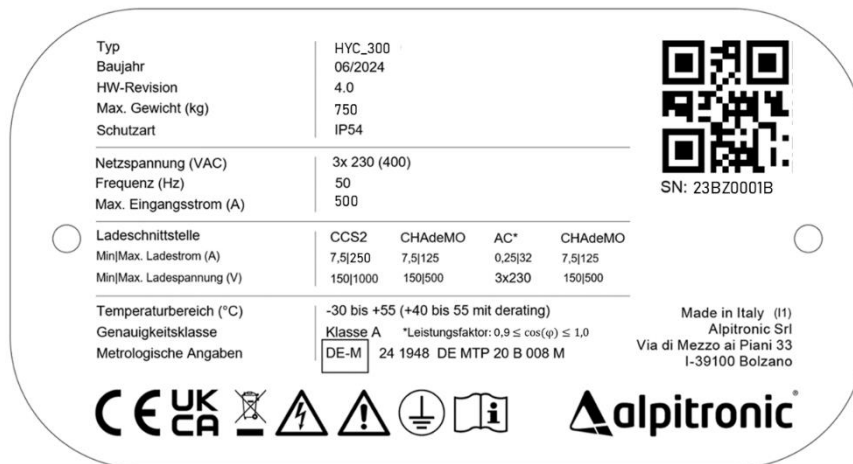 Typ HYC_300
Baujahr 06/2024
HW-Revision 4.0
Max. Gewicht (kg) 750
Schutzart IP54
SN: 23BZ0001B
Netzspannung (VAC) 3x 230 (400)
Frequenz (Hz) 50
Max. Eingangsstrom (A) 500
Ladeschnittstelle CCS2 CHAdeMO AC* CHAdeMO
Min|Max. Ladestrom (A) 7,5|250 7,5|125 0,25|32 7,5|125
Min|Max. Ladespannung (V) 150|1000 150|500 3x230 150|500
Temperaturbereich (°C) -30 bis +55 (+40 bis 55 mit derating)
Genauigkeitsklasse Klasse A *Leistungsfaktor: 0,9 ≤ cos(φ) ≤ 1,0
Metrologische Angaben DE-M 24 1948 DE MTP 20 B 008 M
Made in Italy (I1)
Alpitronic Srl
Via di Mezzo ai Piani 33
I-39100 Bolzano
CE UK CA i alpitronic®